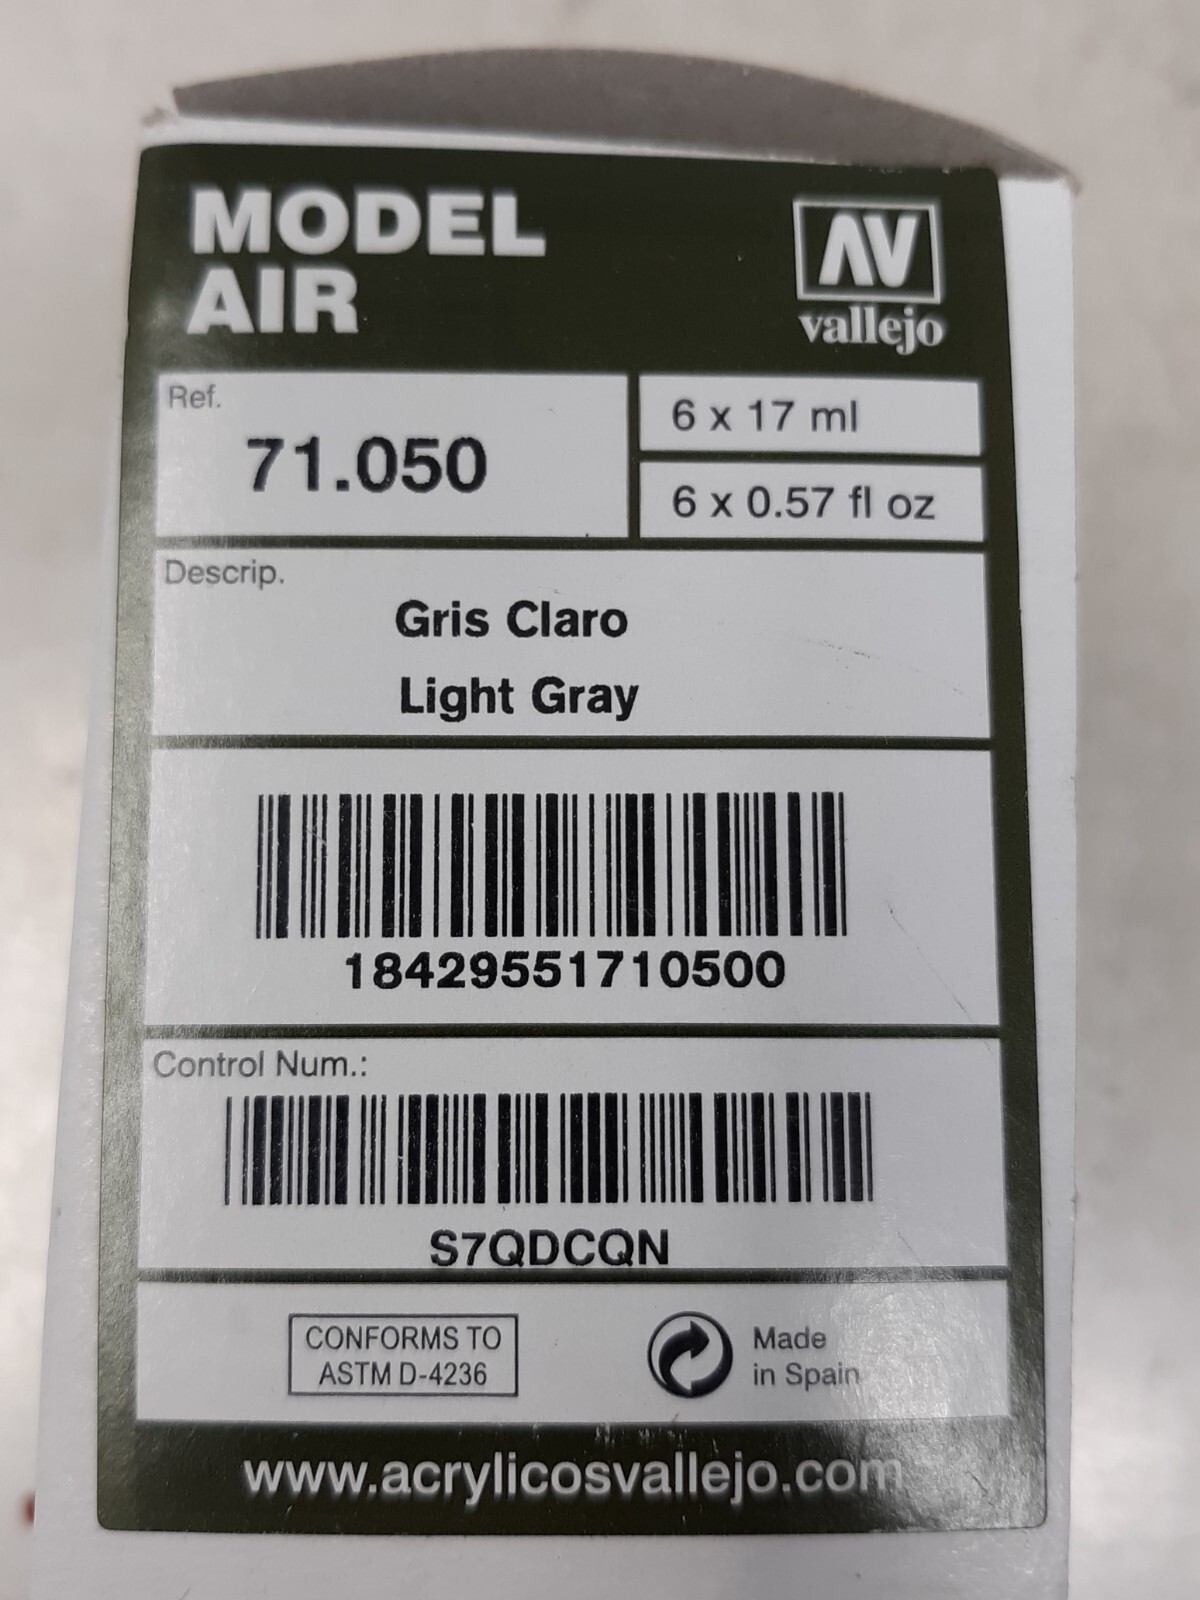 MODEL
AIR
AV
vallejo
Ref.
71.050
6 x 17 ml
6 x 0.57 fl oz
Descrip.
Gris Claro
Light Gray
18429551710500
Control Num.:
S7QDCQN
CONFORMS TO
ASTM D-4236
Made
in Spain
www.acrylicosvallejo.com